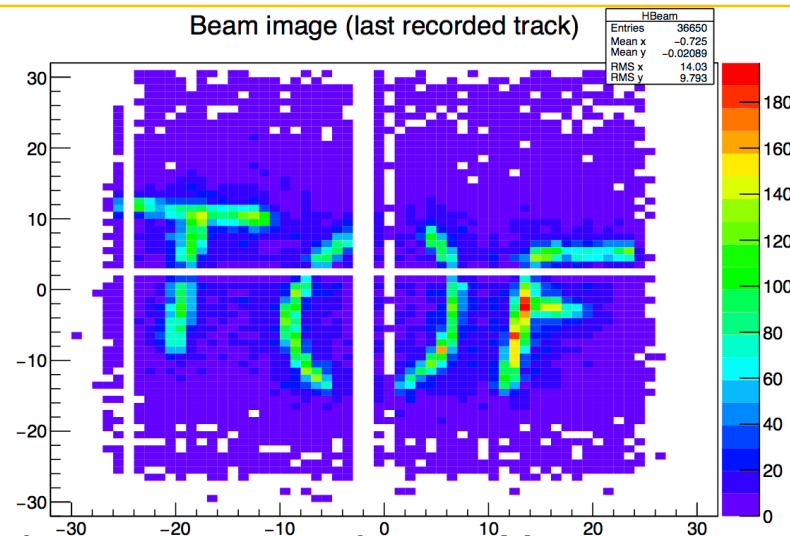 Beam image (last recorded track)
HBeam
Entries 36650
Mean x −0.725
Mean y −0.02089
RMS x 14.03
RMS y 9.793
30
20
10
0
−10
−20
−30
TOF
−30 −20 −10 0 10 20 30
180
160
140
120
100
80
60
40
20
0